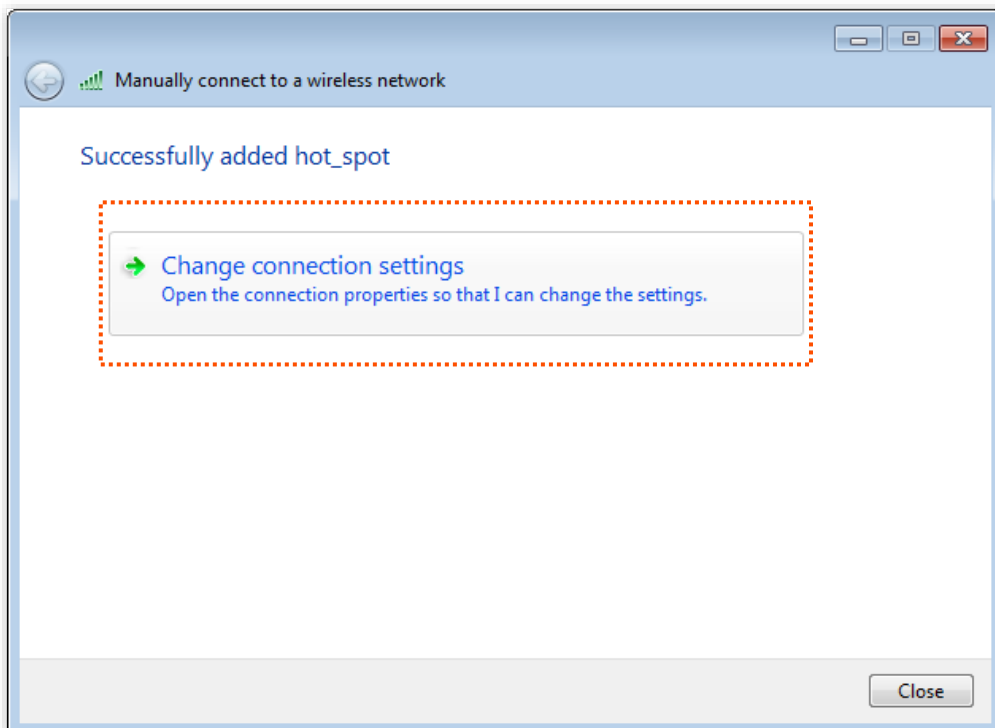 Manually connect to a wireless network
Successfully added hot_spot
Change connection settings
Open the connection properties so that I can change the settings.
Close